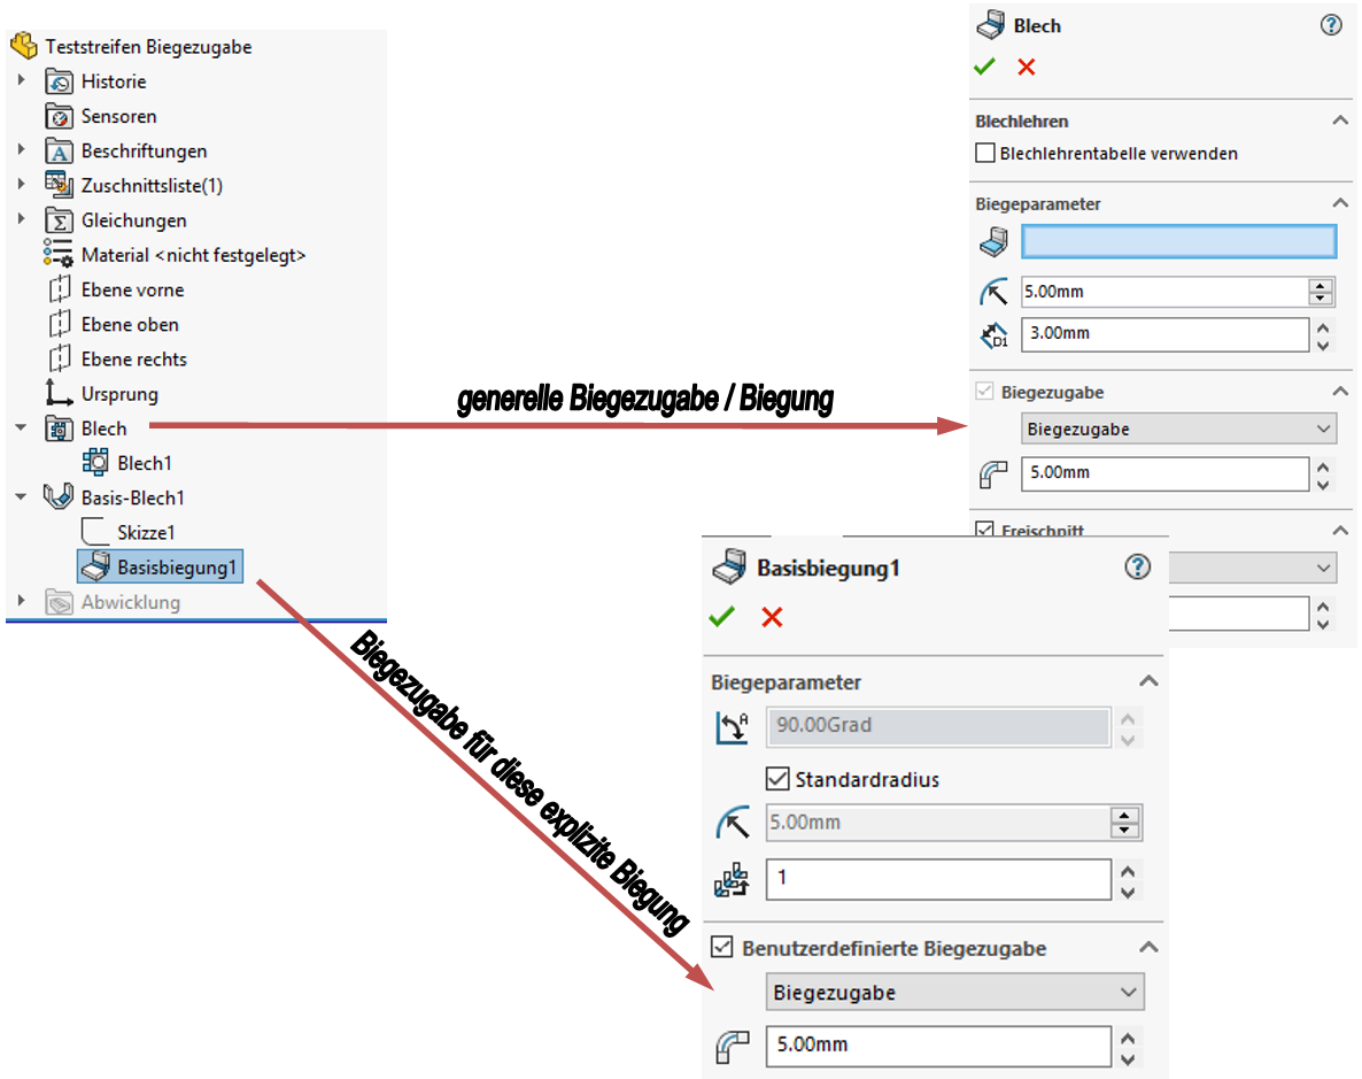 Teststreifen Biegezugabe
Historie
Sensoren
Beschriftungen
Zuschnittsliste(1)
Gleichungen
Material <nicht festgelegt>
Ebene vorne
Ebene oben
Ebene rechts
Ursprung
Blech
Blech1
Basis-Blech1
Skizze1
Basisbiegung1
Abwicklung
generelle Biegezugabe / Biegung
Biegezugabe für diese explizite Biegung
Blech
Blechlehren
Blechlehrentabelle verwenden
Biegeparameter
5.00mm
D1
3.00mm
Biegezugabe
Biegezugabe
5.00mm
Freischnitt
Basisbiegung1
Biegeparameter
A
90.00Grad
Standardradius
5.00mm
1
Benutzerdefinierte Biegezugabe
Biegezugabe
5.00mm